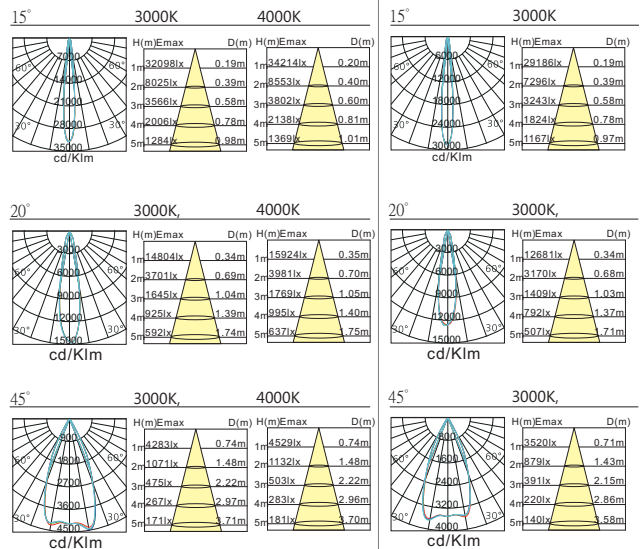 15° 3000K 4000K
H(m)Emax D(m) H(m)Emax D(m)
60° 7000 60°
14000
21000
30° 28000 30°
35000
cd/Klm
1m 32098lx 0.19m 34214lx 0.20m
2m 8025lx 0.39m 2m 8553lx 0.40m
3m 3566lx 0.58m 3m 3802lx 0.60m
4m 2006lx 0.78m 4m 2138lx 0.81m
5m 1284lx 0.98m 5m 1369lx 1.01m
15° 3000K
H(m)Emax D(m)
60° 60°
12000
18000
30° 24000 30°
30000
cd/Klm
1m 29186lx 0.19m
2m 7296lx 0.39m
3m 3243lx 0.58m
4m 1824lx 0.78m
5m 1167lx 0.97m
20° 3000K, 4000K
H(m)Emax D(m) H(m)Emax D(m)
60° 3000 60°
6000
9000
30° 12000 30°
15000
cd/Klm
1m 14804lx 0.34m 1m 15924lx 0.35m
2m 3701lx 0.69m 2m 3981lx 0.70m
3m 1645lx 1.04m 3m 1769lx 1.05m
4m 925lx 1.39m 4m 995lx 1.40m
5m 592lx 1.74m 5m 637lx 1.75m
20° 3000K,
H(m)Emax D(m)
60° 3000 60°
6000
9000
30° 12000 30°
15000
cd/Klm
1m 12681lx 0.34m
2m 3170lx 0.68m
3m 1409lx 1.03m
4m 792lx 1.37m
5m 507lx 1.71m
45° 3000K, 4000K
H(m)Emax D(m) H(m)Emax D(m)
60° 900 60°
1800
2700
30° 3600 30°
4500
cd/Klm
1m 4283lx 0.74m 1m 4529lx 0.74m
2m 1071lx 1.48m 2m 1132lx 1.48m
3m 475lx 2.22m 3m 503lx 2.22m
4m 267lx 2.97m 4m 283lx 2.96m
5m 171lx 3.71m 5m 181lx 3.70m
45° 3000K,
H(m)Emax D(m)
60° 800 60°
1600
2400
30° 3200 30°
4000
cd/Klm
1m 3520lx 0.71m
2m 879lx 1.43m
3m 391lx 2.15m
4m 220lx 2.86m
5m 140lx 3.58m